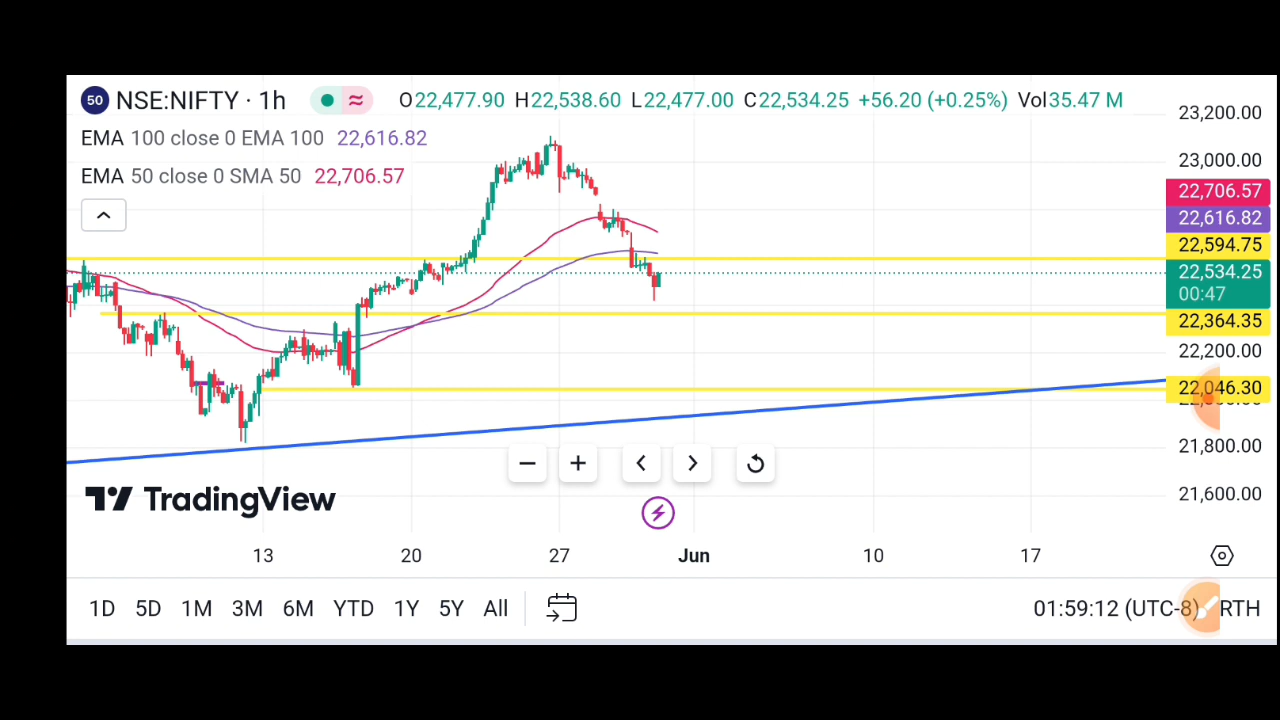 50 NSE:NIFTY · 1h O22,477.90 H22,538.60 L22,477.00 C22,534.25 +56.20 (+0.25%) Vol35.47 M
EMA 100 close 0 EMA 100 22,616.82
EMA 50 close 0 SMA 50 22,706.57
23,200.00
23,000.00
22,706.57
22,616.82
22,594.75
22,534.25
00:47
22,364.35
22,200.00
22,046.30
21,800.00
21,600.00
TradingView
13 20 27 Jun 10 17
1D 5D 1M 3M 6M YTD 1Y 5Y All 01:59:12 (UTC-8) RTH